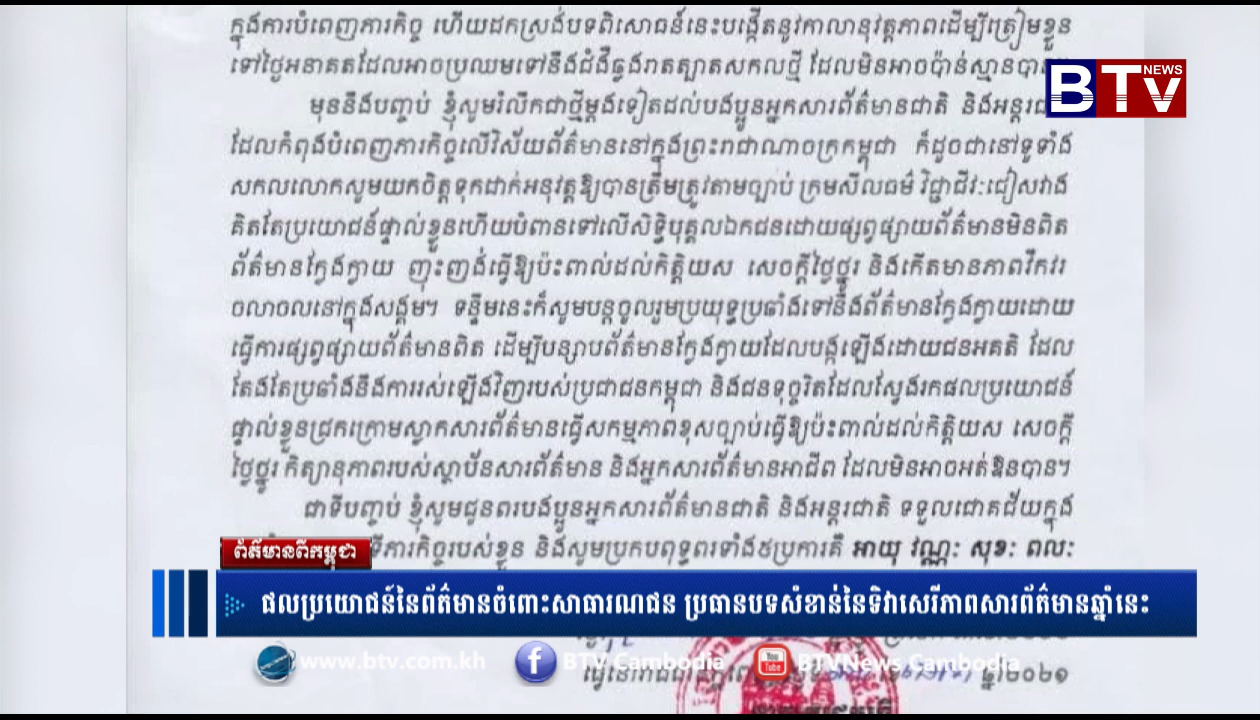 ក្នុងការបំពេញភារកិច្ច ហើយដកស្រង់បទពិសោធន៍នេះបង្កើតនូវកាលានុវត្តភាពដើម្បីត្រៀមខ្លួន
ទៅថ្ងៃអនាគតដែលអាចប្រឈមទៅនឹងជំងឺឆ្លងរាតត្បាតសកលថ្មី ដែលមិនអាចប៉ាន់ស្មាន
BTV NEWS
មុននឹងបញ្ចប់ ខ្ញុំសូមរំលឹកជាថ្មីម្តងទៀតដល់បងប្អូនអ្នកសារព័ត៌មានជាតិ និង
ដែលកំពុងបំពេញភារកិច្ចលើវិស័យព័ត៌មាននៅក្នុងព្រះរាជាណាចក្រកម្ពុជា ក៏ដូចជានៅទូទាំង
សកលលោកសូមយកចិត្តទុកដាក់អនុវត្តឱ្យបានត្រឹមត្រូវតាមច្បាប់ ក្រមសីលធម៌ វិជ្ជាជីវៈជៀសវាង
គិតតែប្រយោជន៍ផ្ទាល់ខ្លួនហើយបំពានទៅលើសិទ្ធិបុគ្គលឯកជនដោយផ្សព្វផ្សាយព័ត៌មានមិនពិត
ព័ត៌មានក្លែងក្លាយ ញុះញង់ធ្វើឱ្យប៉ះពាល់ដល់កិត្តិយស សេចក្តីថ្លៃថ្នូរ និងកើតមានភាពវឹកវរ
ចលាចលនៅក្នុងសង្គម។ ទន្ទឹមនេះក៏សូមបន្តចូលរួមប្រយុទ្ធប្រឆាំងទៅនឹងព័ត៌មានក្លែងក្លាយដោយ
ធ្វើការផ្សព្វផ្សាយព័ត៌មានពិត ដើម្បីបន្សាបព័ត៌មានក្លែងក្លាយដែលបង្កឡើងដោយជនអគតិ ដែល
តែងតែប្រឆាំងនឹងការរស់ឡើងវិញរបស់ប្រជាជនកម្ពុជា និងជនទុច្ចរិតដែលស្វែងរកផលប្រយោជន៍
ផ្ទាល់ខ្លួនជ្រកក្រោមស្លាកសារព័ត៌មានធ្វើសកម្មភាពខុសច្បាប់ធ្វើឱ្យប៉ះពាល់ដល់កិត្តិយស សេចក្តី
ថ្លៃថ្នូរ កិត្យានុភាពរបស់ស្ថាប័នសារព័ត៌មាន និងអ្នកសារព័ត៌មានអាជីព ដែលមិនអាចអត់ឱនបាន។
ជាទីបញ្ចប់ ខ្ញុំសូមជូនពរបងប្អូនអ្នកសារព័ត៌មានជាតិ និងអន្តរជាតិ ទទួលជោគជ័យក្នុង
ភារកិច្ចរបស់ខ្លួន និងសូមប្រកបពុទ្ធពរទាំង៥ប្រការគឺ អាយុ វណ្ណៈ សុខៈ ពលៈ
ព័ត៌មានពីកម្ពុជា
ផលប្រយោជន៍នៃព័ត៌មានចំពោះសាធារណជន ប្រធានបទសំខាន់នៃទិវាសេរីភាពសារព័ត៌មានឆ្នាំនេះ
www.btv.com.kh BTV Cambodia You Tube BTVNews Cambodia
ឆ្នាំ២០២១